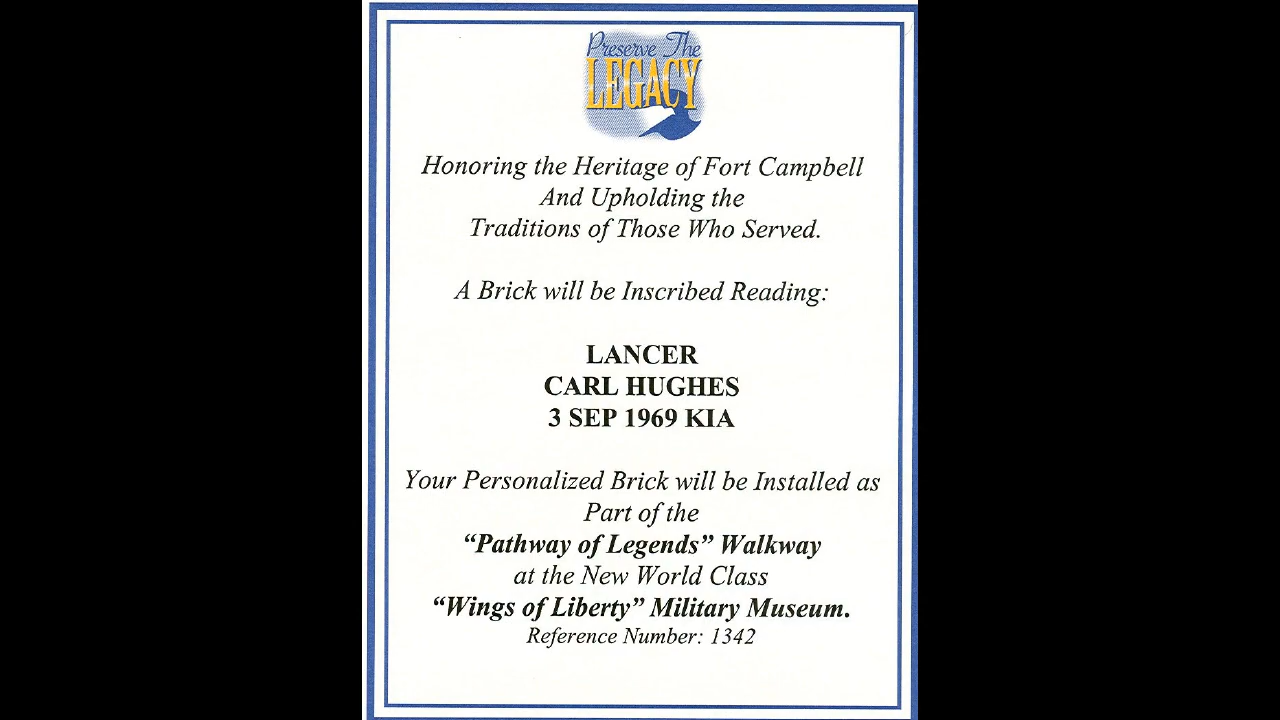 Preserve The
LEGACY
Honoring the Heritage of Fort Campbell
And Upholding the
Traditions of Those Who Served.
A Brick will be Inscribed Reading:
LANCER
CARL HUGHES
3 SEP 1969 KIA
Your Personalized Brick will be Installed as
Part of the
“Pathway of Legends” Walkway
at the New World Class
“Wings of Liberty” Military Museum.
Reference Number: 1342